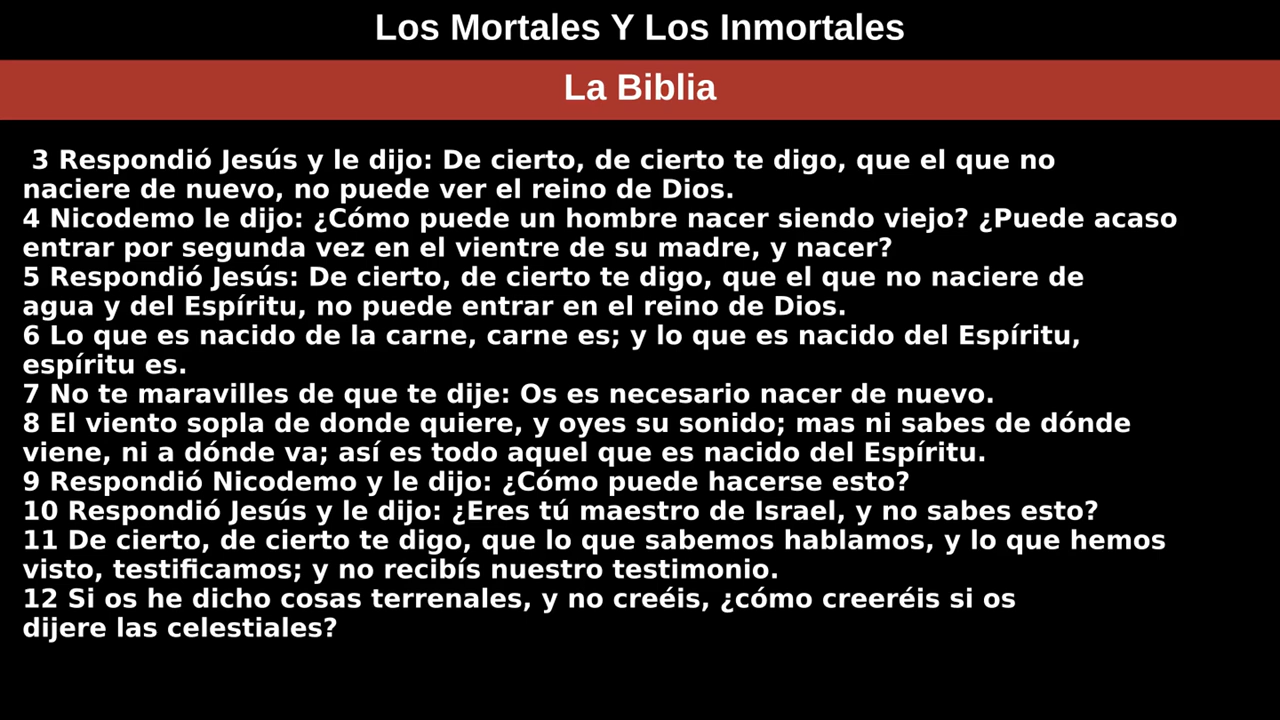 Los Mortales Y Los Inmortales
La Biblia
3 Respondió Jesús y le dijo: De cierto, de cierto te digo, que el que no
naciere de nuevo, no puede ver el reino de Dios.
4 Nicodemo le dijo: ¿Cómo puede un hombre nacer siendo viejo? ¿Puede acaso
entrar por segunda vez en el vientre de su madre, y nacer?
5 Respondió Jesús: De cierto, de cierto te digo, que el que no naciere de
agua y del Espíritu, no puede entrar en el reino de Dios.
6 Lo que es nacido de la carne, carne es; y lo que es nacido del Espíritu,
espíritu es.
7 No te maravilles de que te dije: Os es necesario nacer de nuevo.
8 El viento sopla de donde quiere, y oyes su sonido; mas ni sabes de dónde
viene, ni a dónde va; así es todo aquel que es nacido del Espíritu.
9 Respondió Nicodemo y le dijo: ¿Cómo puede hacerse esto?
10 Respondió Jesús y le dijo: ¿Eres tú maestro de Israel, y no sabes esto?
11 De cierto, de cierto te digo, que lo que sabemos hablamos, y lo que hemos
visto, testificamos; y no recibís nuestro testimonio.
12 Si os he dicho cosas terrenales, y no creéis, ¿cómo creeréis si os
dijere las celestiales?